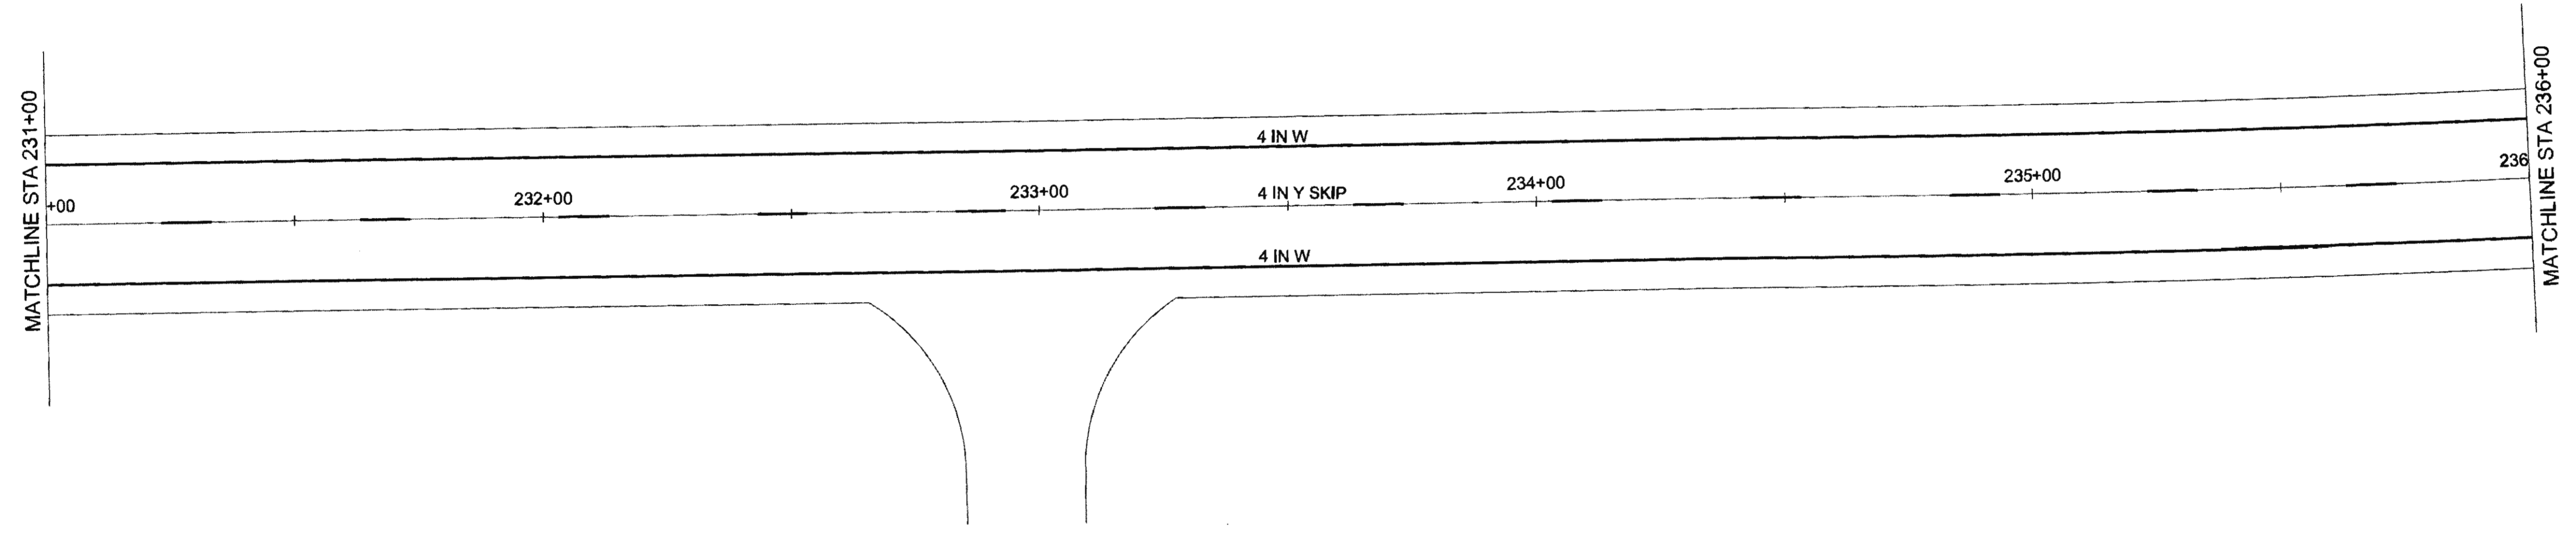 MATCHLINE STA 231+00
MATCHLINE STA 236+00
4 IN W
+00
232+00
233+00
4 IN Y SKIP
234+00
235+00
236
4 IN W